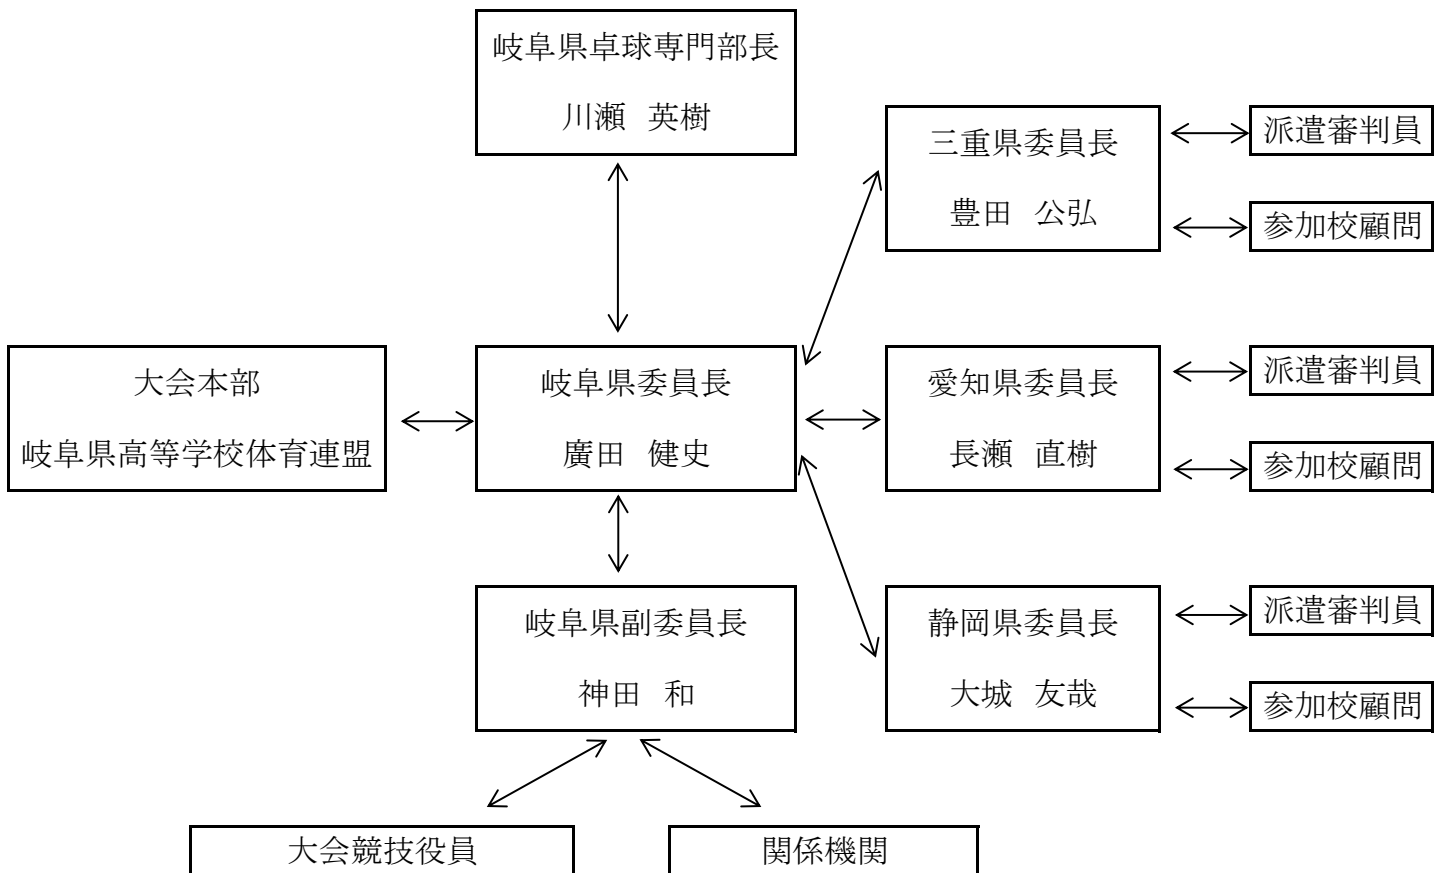 岐阜県卓球専門部長
川瀬 英樹
三重県委員長
豊田 公弘
派遣審判員
参加校顧問
大会本部
岐阜県高等学校体育連盟
岐阜県委員長
廣田 健史
愛知県委員長
長瀬 直樹
派遣審判員
参加校顧問
岐阜県副委員長
神田 和
静岡県委員長
大城 友哉
派遣審判員
参加校顧問
大会競技役員
関係機関